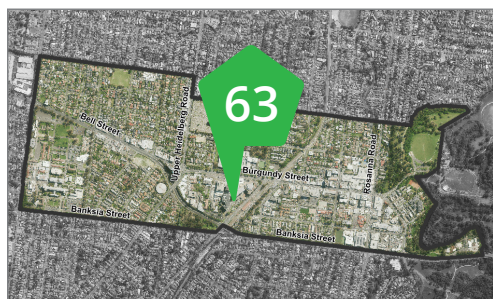 63
Bell Street
Upper Heidelberg Road
Burgundy Street
Rosanna Road
Banksia Street
Banksia Street